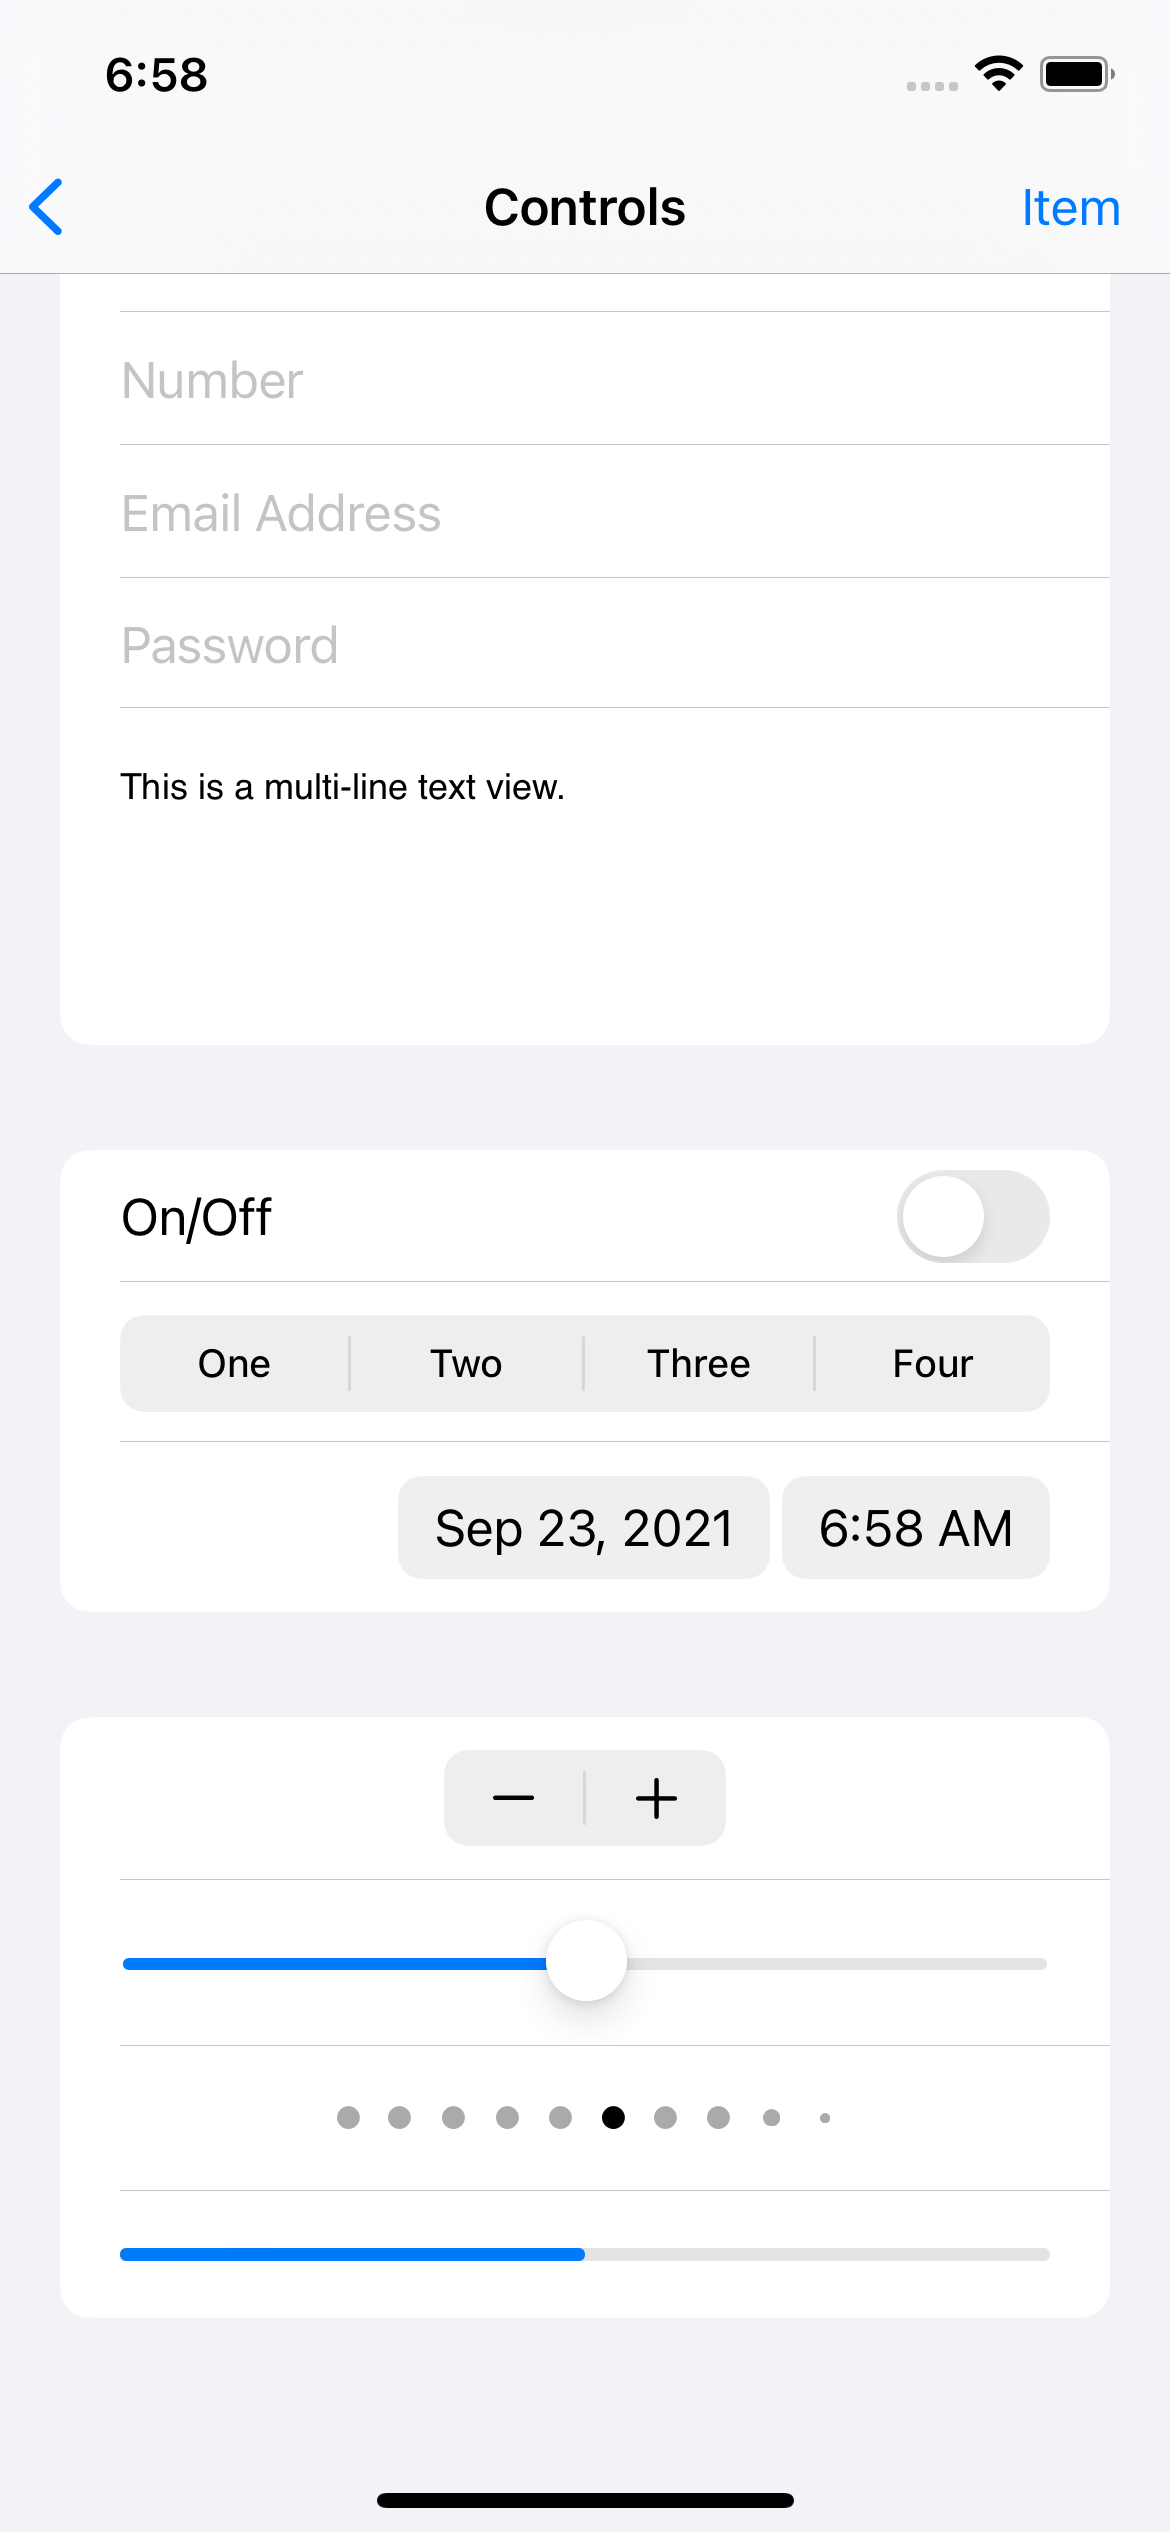 6:58
Controls
Item
Number
Email Address
Password
This is a multi-line text view.
On/Off
One Two Three Four
Sep 23, 2021 6:58 AM